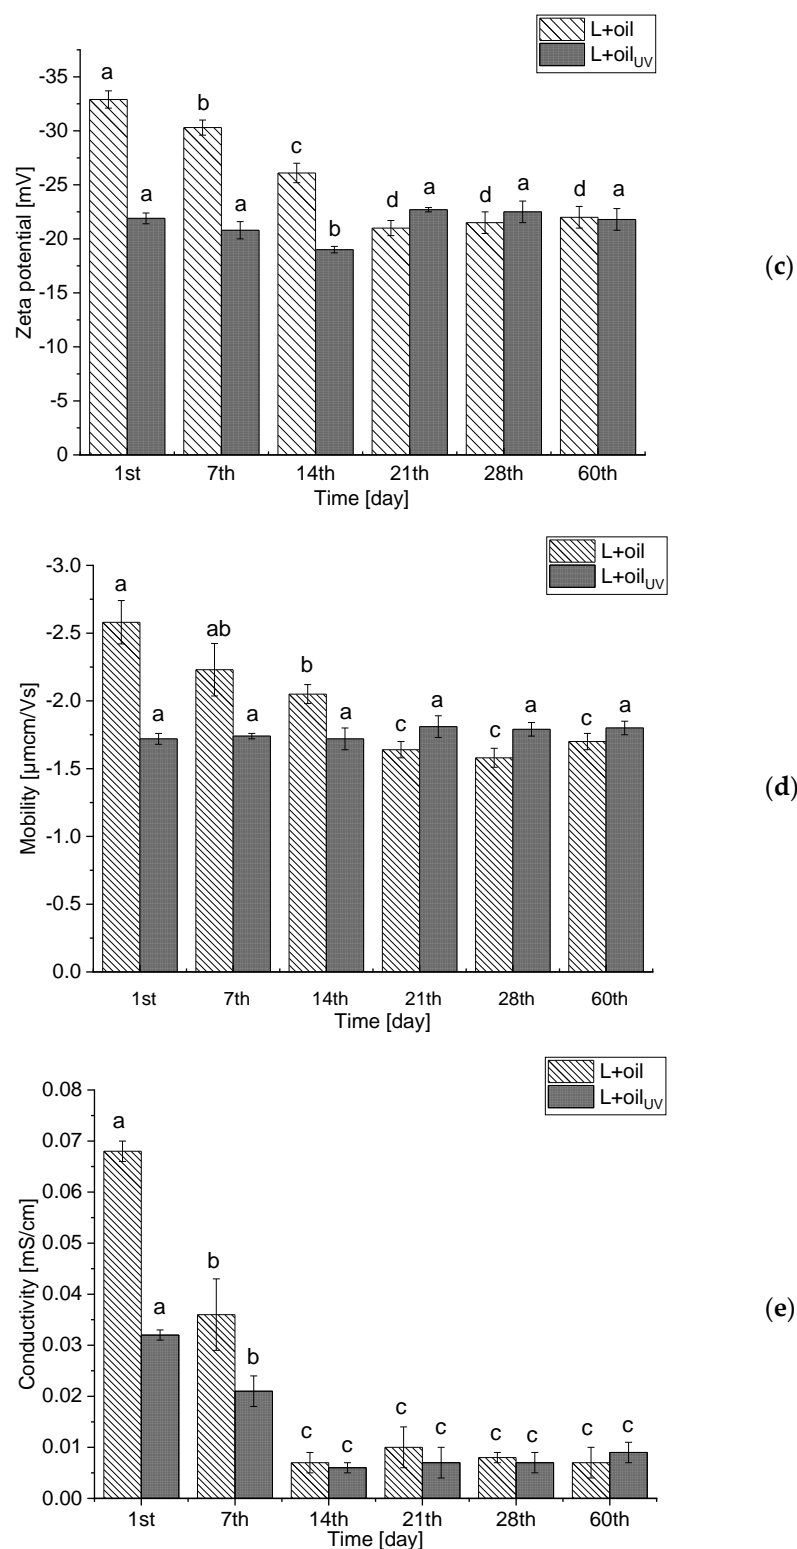 L+oil
L+oilUV
-35
-30
-25
-20
-15
-10
-5
0
Zeta potential [mV]
a
b
c
d
d
d
a
a
b
a
a
a
1st
7th
14th
21th
28th
60th
Time [day]
(c)
L+oil
L+oilUV
-3.0
-2.5
-2.0
-1.5
-1.0
-0.5
0.0
Mobility [µmcm/Vs]
a
ab
b
c
c
c
a
a
a
a
a
a
1st
7th
14th
21th
28th
60th
Time [day]
(d)
L+oil
L+oilUV
0.08
0.07
0.06
0.05
0.04
0.03
0.02
0.01
0.00
Conductivity [mS/cm]
a
b
c
c
c
c
a
b
c
c
c
c
1st
7th
14th
21th
28th
60th
Time [day]
(e)